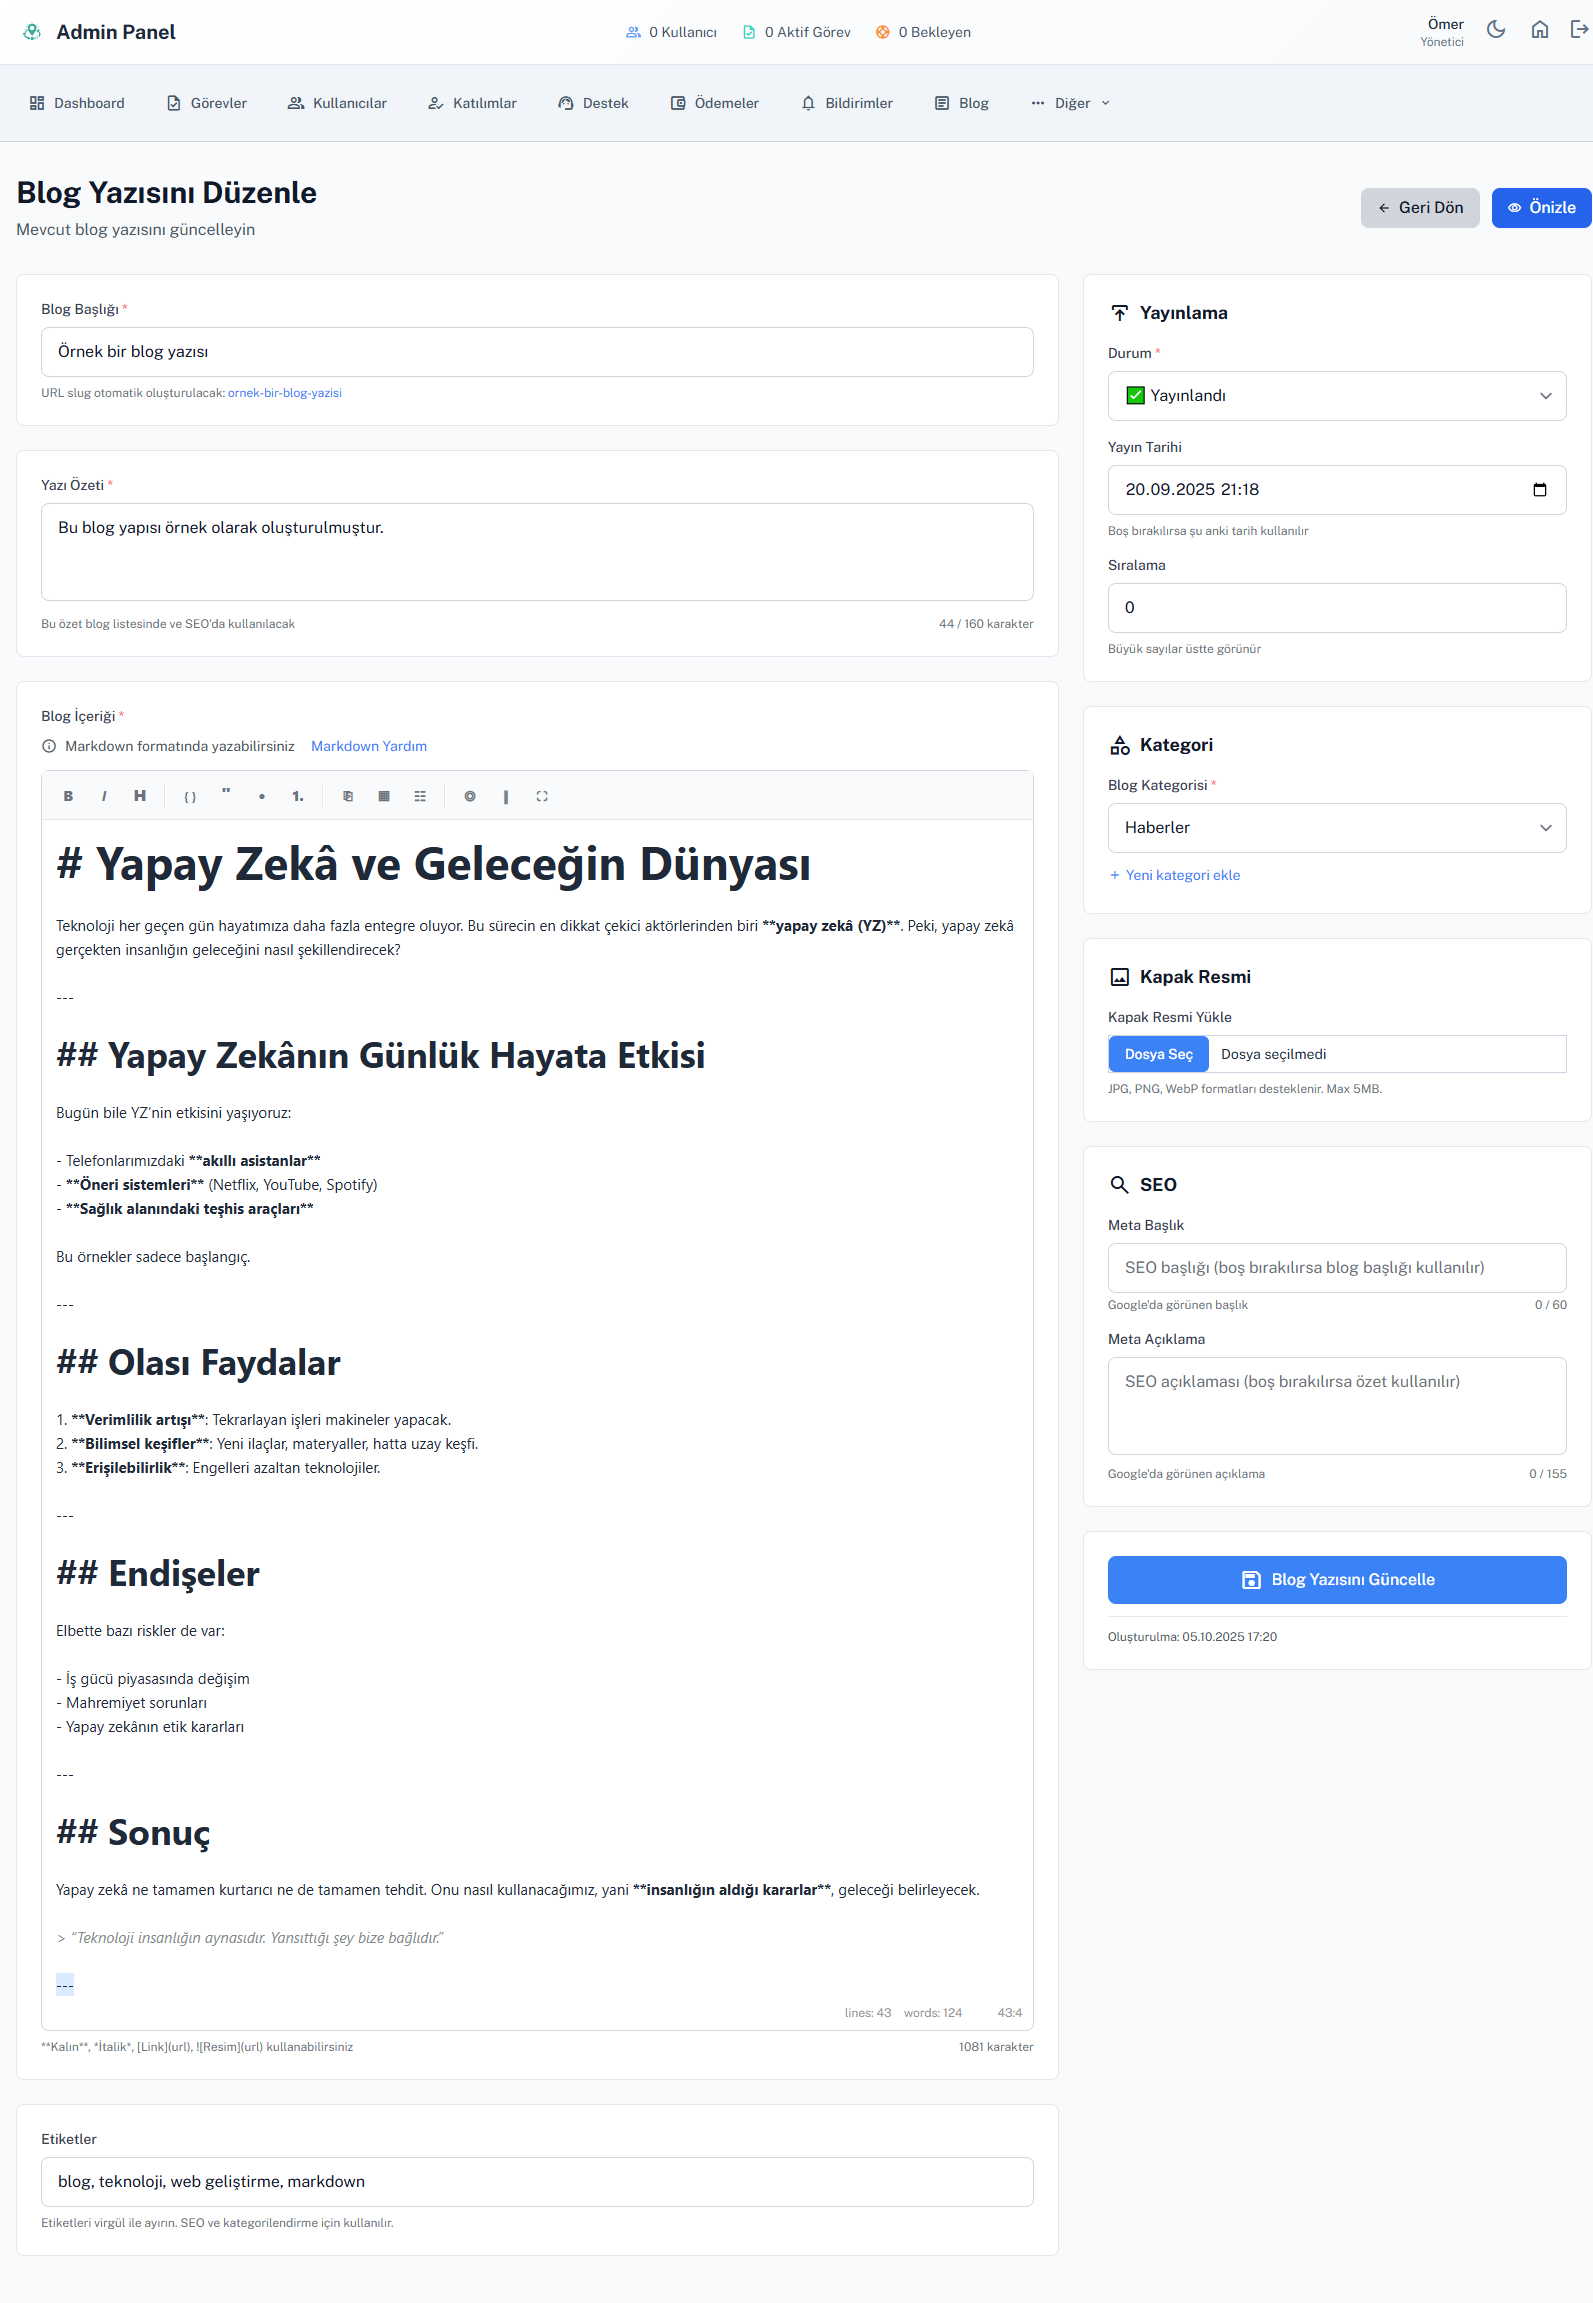 Admin Panel
0 Kullanıcı
0 Aktif Görev
0 Bekleyen
Ömer
Yönetici
Dashboard
Görevler
Kullanıcılar
Katılımlar
Destek
Ödemeler
Bildirimler
Blog
Diğer
Blog Yazısını Düzenle
Mevcut blog yazısını güncelleyin
Geri Dön
Önizle
Blog Başlığı *
Örnek bir blog yazısı
URL slug otomatik oluşturulacak: ornek-bir-blog-yazisi
Yazı Özeti *
Bu blog yapısı örnek olarak oluşturulmuştur.
Bu özet blog listesinde ve SEO'da kullanılacak
44 / 160 karakter
Blog İçeriği *
Markdown formatında yazabilirsiniz Markdown Yardım
B I H { } " • 1.
# Yapay Zekâ ve Geleceğin Dünyası
Teknoloji her geçen gün hayatımıza daha fazla entegre oluyor. Bu sürecin en dikkat çekici aktörlerinden biri **yapay zekâ (YZ)**. Peki, yapay zekâ
gerçekten insanlığın geleceğini nasıl şekillendirecek?
---
## Yapay Zekânın Günlük Hayata Etkisi
Bugün bile YZ’nin etkisini yaşıyoruz:
- Telefonlarımızdaki **akıllı asistanlar**
- **Öneri sistemleri** (Netflix, YouTube, Spotify)
- **Sağlık alanındaki teşhis araçları**
Bu örnekler sadece başlangıç.
---
## Olası Faydalar
1. **Verimlilik artışı**: Tekrarlayan işleri makineler yapacak.
2. **Bilimsel keşifler**: Yeni ilaçlar, materyaller, hatta uzay keşfi.
3. **Erişilebilirlik**: Engelleri azaltan teknolojiler.
---
## Endişeler
Elbette bazı riskler de var:
- İş gücü piyasasında değişim
- Mahremiyet sorunları
- Yapay zekânın etik kararları
---
## Sonuç
Yapay zekâ ne tamamen kurtarıcı ne de tamamen tehdit. Onu nasıl kullanacağımız, yani **insanlığın aldığı kararlar**, geleceği belirleyecek.
> “Teknoloji insanlığın aynasıdır. Yansıttığı şey bize bağlıdır.”
---
lines: 43 words: 124 43:4
**Kalın**, *İtalik*, [Link](url), ![Resim](url) kullanabilirsiniz
1081 karakter
Etiketler
blog, teknoloji, web geliştirme, markdown
Etiketleri virgül ile ayırın. SEO ve kategorilendirme için kullanılır.
Yayınlama
Durum *
✅ Yayınlandı
Yayın Tarihi
20.09.2025 21:18
Boş bırakılırsa şu anki tarih kullanılır
Sıralama
0
Büyük sayılar üstte görünür
Kategori
Blog Kategorisi *
Haberler
+ Yeni kategori ekle
Kapak Resmi
Kapak Resmi Yükle
Dosya Seç Dosya seçilmedi
JPG, PNG, WebP formatları desteklenir. Max 5MB.
SEO
Meta Başlık
SEO başlığı (boş bırakılırsa blog başlığı kullanılır)
Google'da görünen başlık
0 / 60
Meta Açıklama
SEO açıklaması (boş bırakılırsa özet kullanılır)
Google'da görünen açıklama
0 / 155
Blog Yazısını Güncelle
Oluşturulma: 05.10.2025 17:20